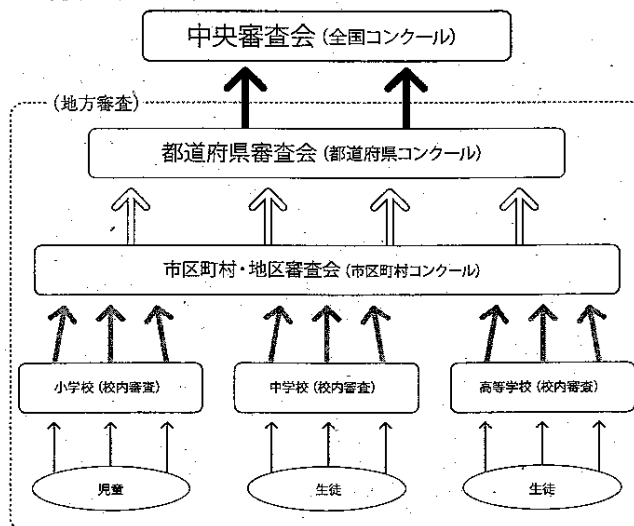 中央審査会(全国コンクール)
(地方審査)
都道府県審査会(都道府県コンクール)
市区町村・地区審査会(市区町村コンクール)
小学校(校内審査)
中学校(校内審査)
高等学校(校内審査)
児童
生徒
生徒